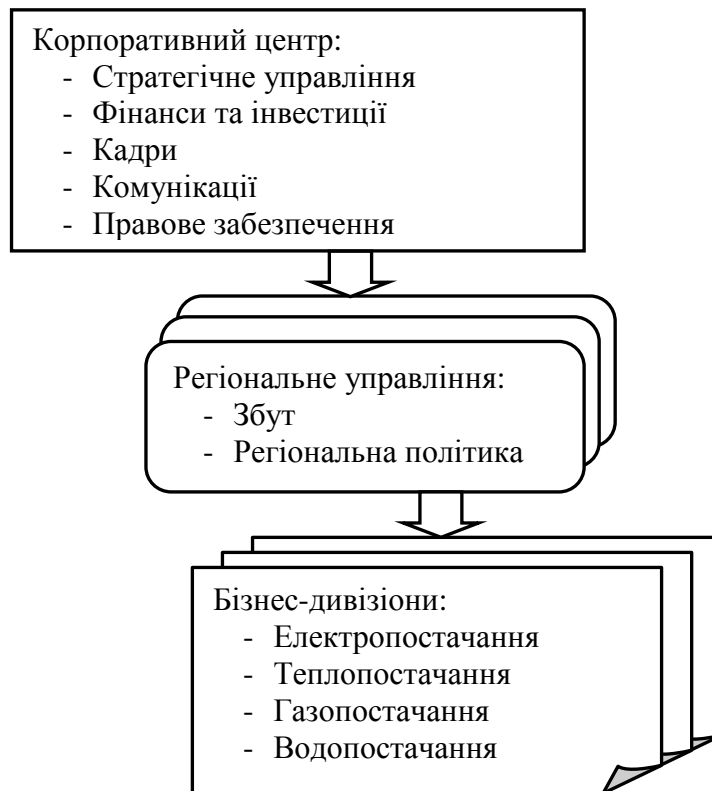 Корпоративний центр:
- Стратегічне управління
- Фінанси та інвестиції
- Кадри
- Комунікації
- Правове забезпечення
Регіональне управління:
- Збут
- Регіональна політика
Бізнес-дивізіони:
- Електропостачання
- Теплопостачання
- Газопостачання
- Водопостачання